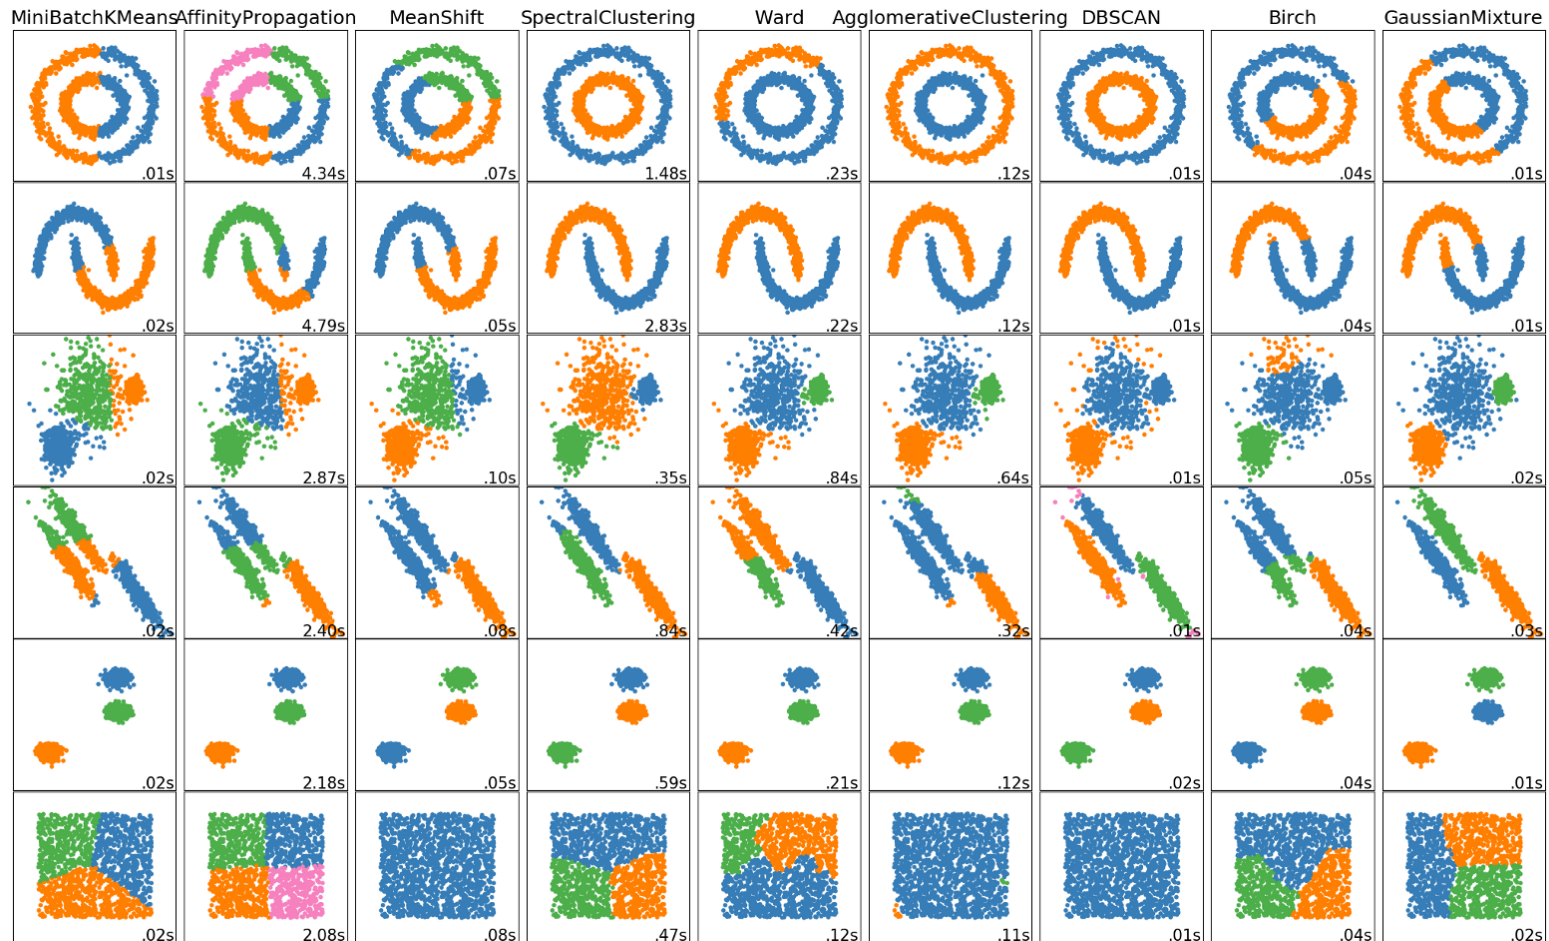 MiniBatchKMeans AffinityPropagation MeanShift SpectralClustering Ward AgglomerativeClustering DBSCAN Birch GaussianMixture
.01s 4.34s .07s 1.48s .23s .12s .01s .04s .01s
.02s 4.79s .05s 2.83s .22s .12s .01s .04s .01s
.02s 2.87s .10s .35s .84s .64s .01s .05s .02s
.02s 2.40s .08s .84s .42s .32s .01s .04s .03s
.02s 2.18s .05s .59s .21s .12s .02s .04s .01s
.02s 2.08s .08s .47s .12s .11s .01s .04s .02s